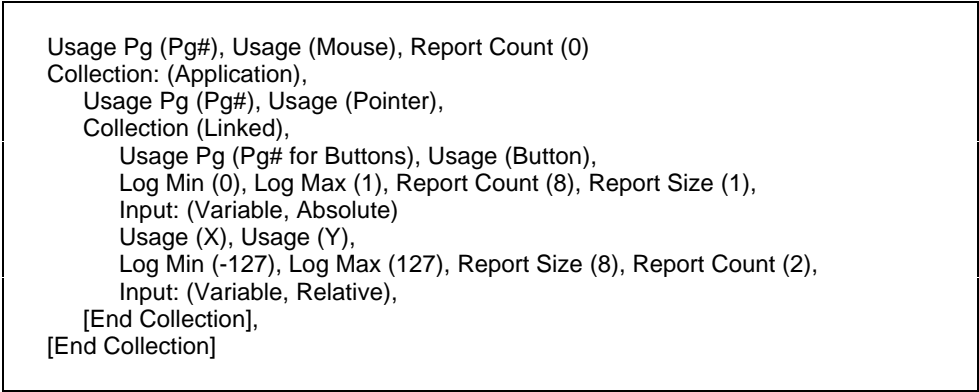 Usage Pg (Pg#), Usage (Mouse), Report Count (0)
Collection: (Application),
Usage Pg (Pg#), Usage (Pointer),
Collection (Linked),
Usage Pg (Pg# for Buttons), Usage (Button),
Log Min (0), Log Max (1), Report Count (8), Report Size (1),
Input: (Variable, Absolute)
Usage (X), Usage (Y),
Log Min (-127), Log Max (127), Report Size (8), Report Count (2),
Input: (Variable, Relative),
[End Collection],
[End Collection]